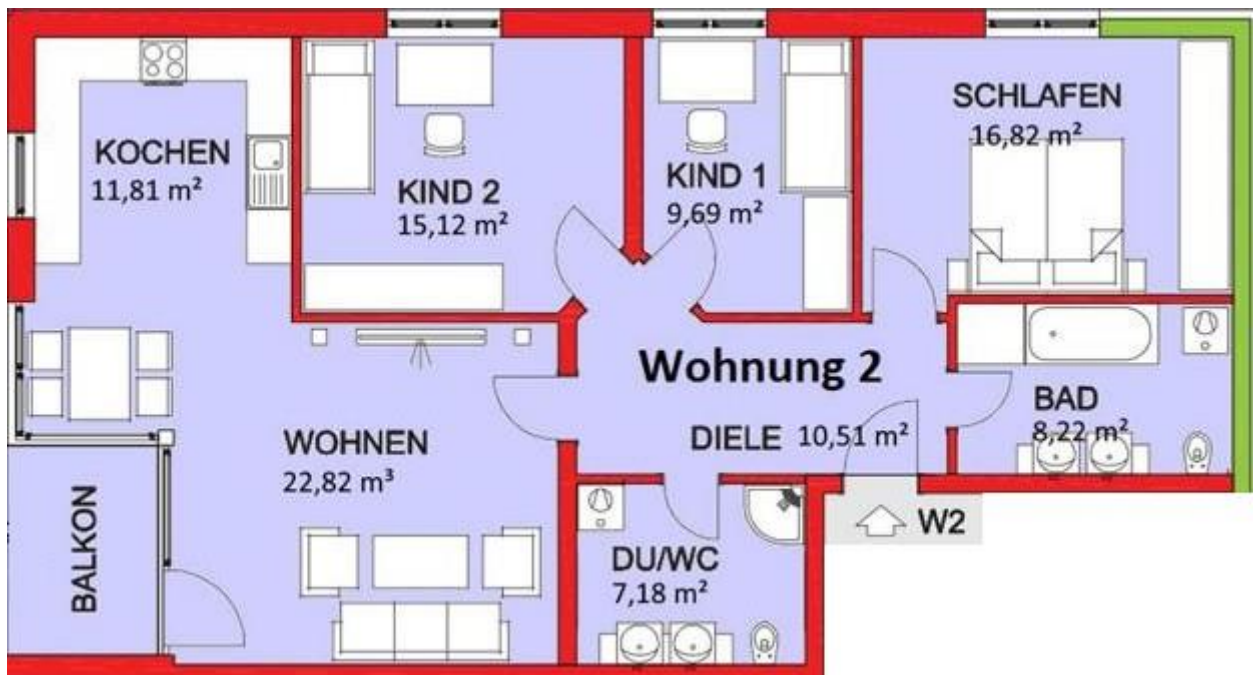 KOCHEN
11,81 m²
KIND 2
15,12 m²
KIND 1
9,69 m²
SCHLAFEN
16,82 m²
Wohnung 2
DIELE 10,51 m²
BAD
8,22 m²
WOHNEN
22,82 m³
BALKON
DU/WC
7,18 m²
W2